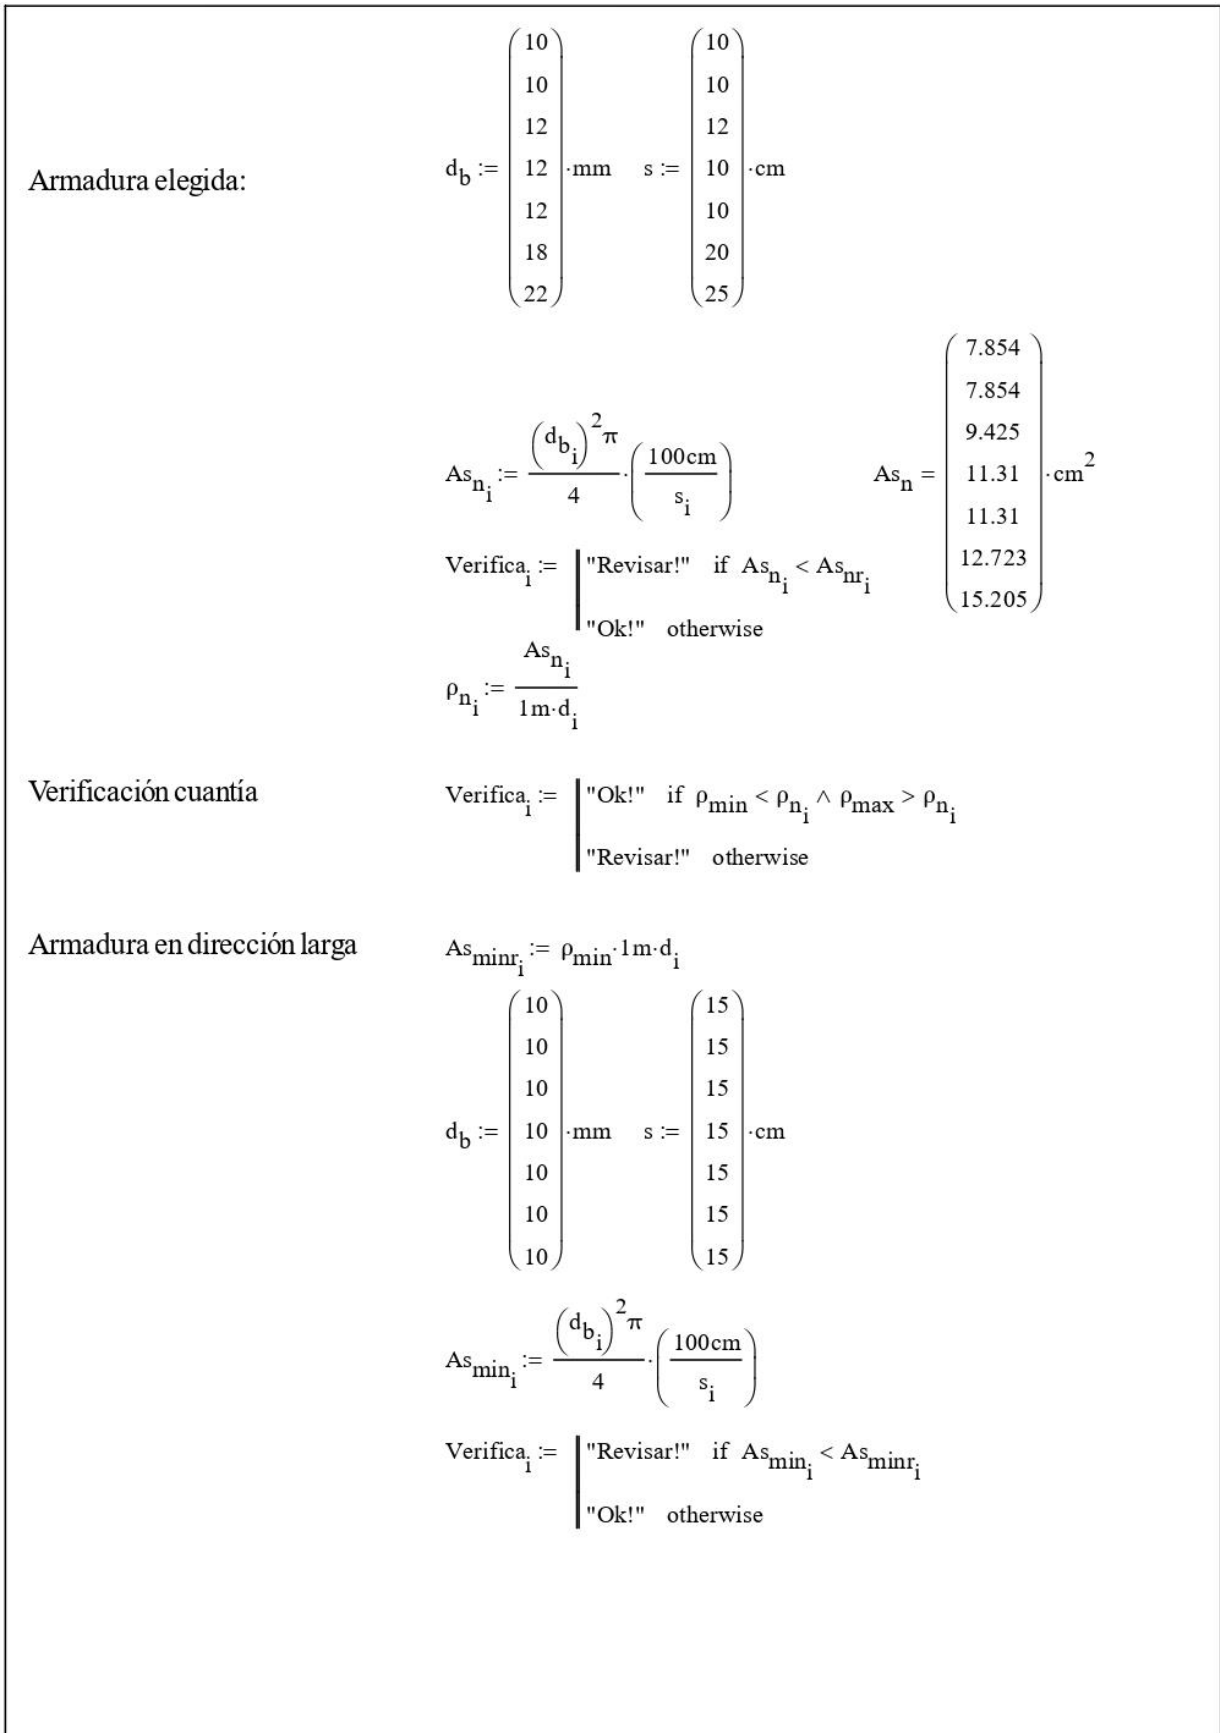 Armadura elegida: d_b := (10 10 12 12 12 18 22)·mm s := (10 10 12 10 10 20 25)·cm
As_n_i := (d_b_i)^2 π / 4 · (100cm / s_i) As_n = (7.854 7.854 9.425 11.31 11.31 12.723 15.205)·cm^2
Verifica_i := "Revisar!" if As_n_i < As_nr_i
"Ok!" otherwise
ρ_n_i := As_n_i / 1m·d_i
Verificación cuantía Verifica_i := "Ok!" if ρ_min < ρ_n_i ∧ ρ_max > ρ_n_i
"Revisar!" otherwise
Armadura en dirección larga As_minr_i := ρ_min·1m·d_i
d_b := (10 10 10 10 10 10 10)·mm s := (15 15 15 15 15 15 15)·cm
As_min_i := (d_b_i)^2 π / 4 · (100cm / s_i)
Verifica_i := "Revisar!" if As_min_i < As_minr_i
"Ok!" otherwise